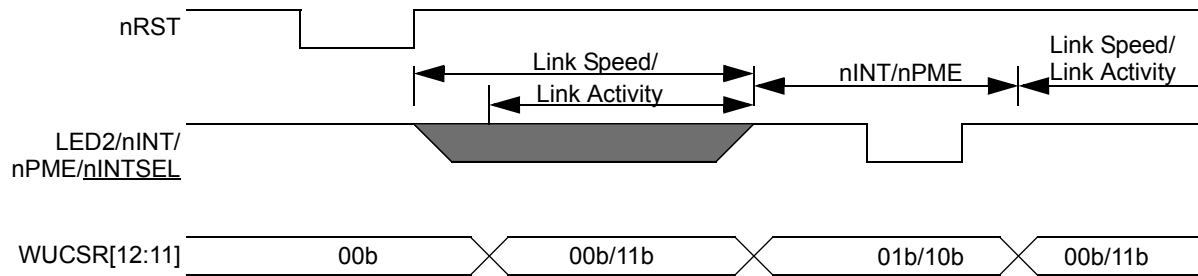 nRST
Link Speed/
Link Activity
nINT/nPME
Link Speed/
Link Activity
LED2/nINT/
nPME/nINTSEL
WUCSR[12:11]
00b
00b/11b
01b/10b
00b/11b